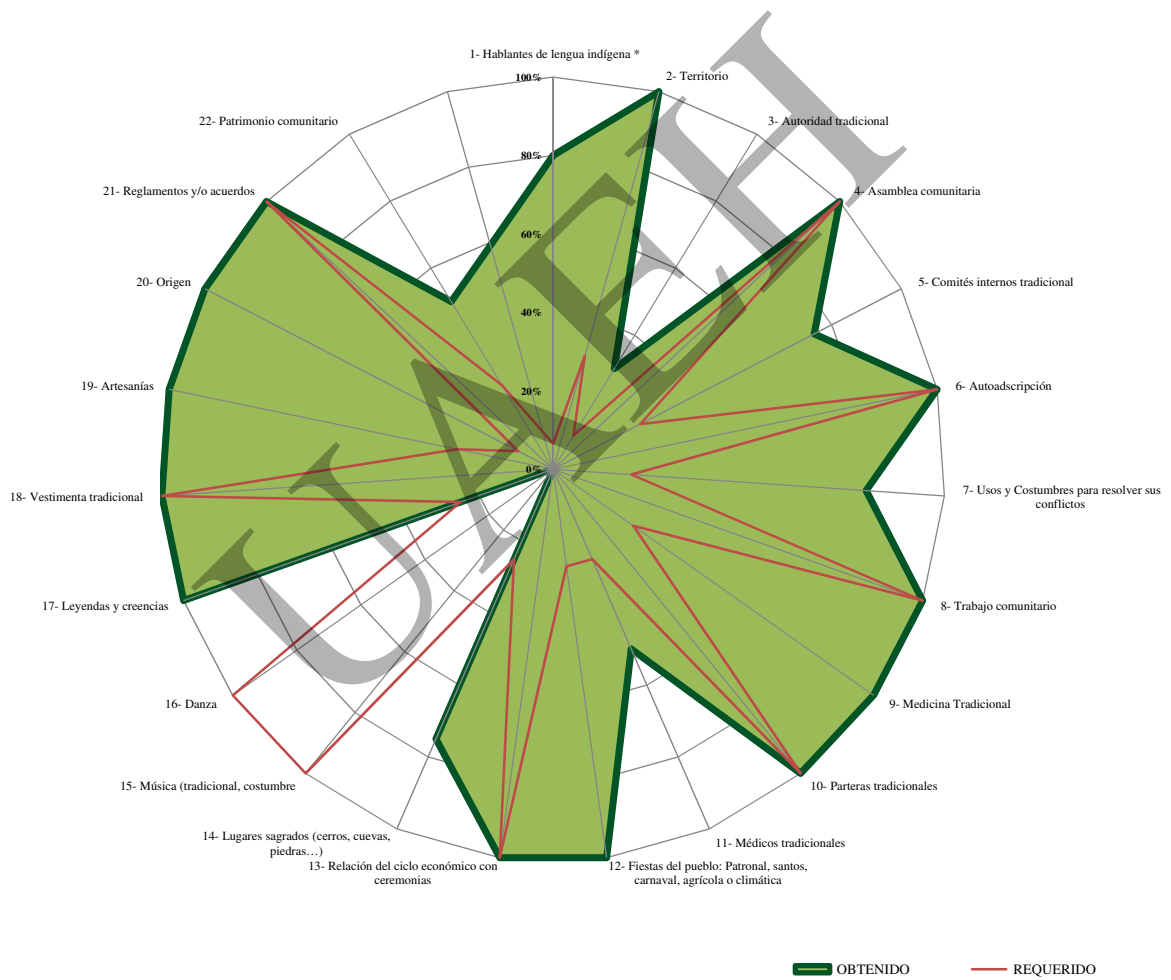 1- Hablantes de lengua indígena *
2- Territorio
3- Autoridad tradicional
4- Asamblea comunitaria
5- Comités internos tradicional
6- Autoadscripción
7- Usos y Costumbres para resolver sus
conflictos
8- Trabajo comunitario
9- Medicina Tradicional
10- Parteras tradicionales
11- Médicos tradicionales
12- Fiestas del pueblo: Patronal, santos,
carnaval, agrícola o climática
13- Relación del ciclo económico con
ceremonias
14- Lugares sagrados (cerros, cuevas,
piedras…)
15- Música (tradicional, costumbre
16- Danza
17- Leyendas y creencias
18- Vestimenta tradicional
19- Artesanías
20- Origen
21- Reglamentos y/o acuerdos
22- Patrimonio comunitario
100%
80%
60%
40%
20%
0%
UAEH
OBTENIDO
REQUERIDO